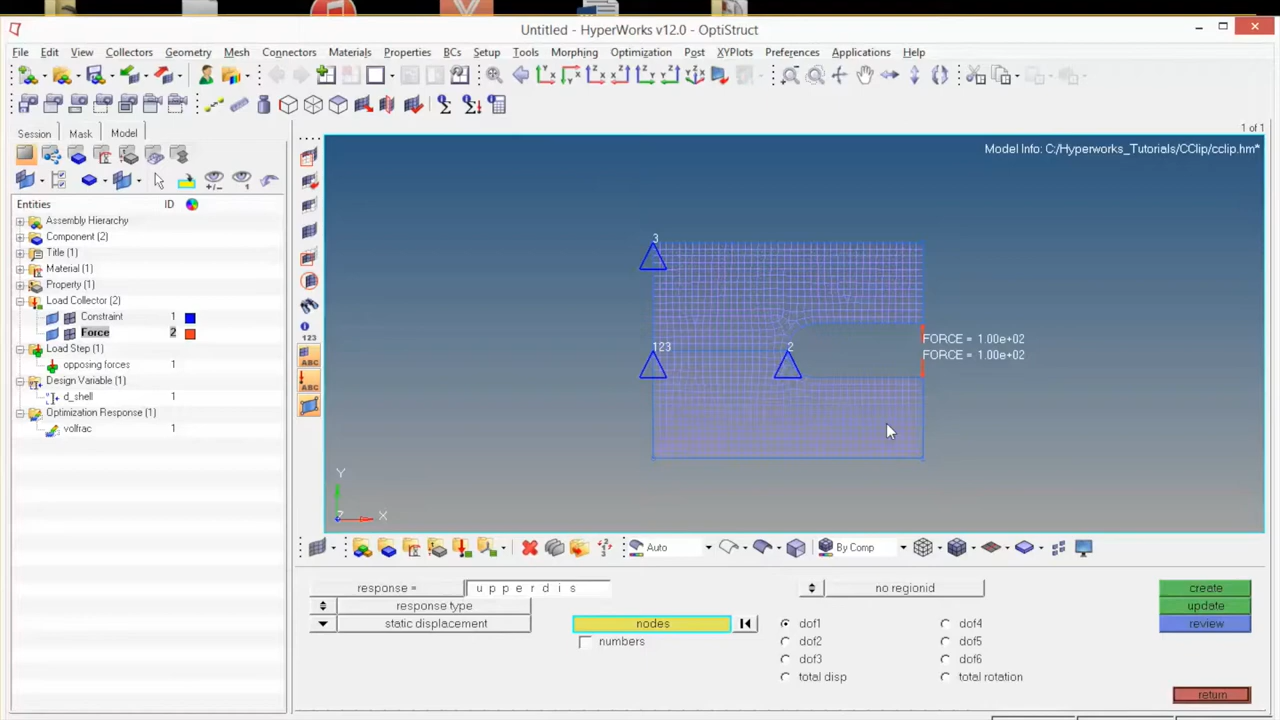 Untitled - HyperWorks v12.0 - OptiStruct
File Edit View Collectors Geometry Mesh Connectors Materials Properties BCs Setup Tools Morphing Optimization Post XYPlots Preferences Applications Help
Session Mask Model
1 of 1
Model Info: C:/Hyperworks_Tutorials/CClip/cclip.hm*
Entities ID
Assembly Hierarchy
Component (2)
Title (1)
Material (1)
Property (1)
Load Collector (2)
Constraint 1
Force 2
Load Step (1)
opposing forces 1
Design Variable (1)
d_shell 1
Optimization Response (1)
volfrac 1
123
ABC
ABC
3
123
2
FORCE = 1.00e+02
FORCE = 1.00e+02
Y
Z
X
Auto
By Comp
response =
u p p e r d i s
no regionid
create
response type
update
static displacement
nodes
dof1
dof4
review
numbers
dof2
dof5
dof3
dof6
total disp
total rotation
return